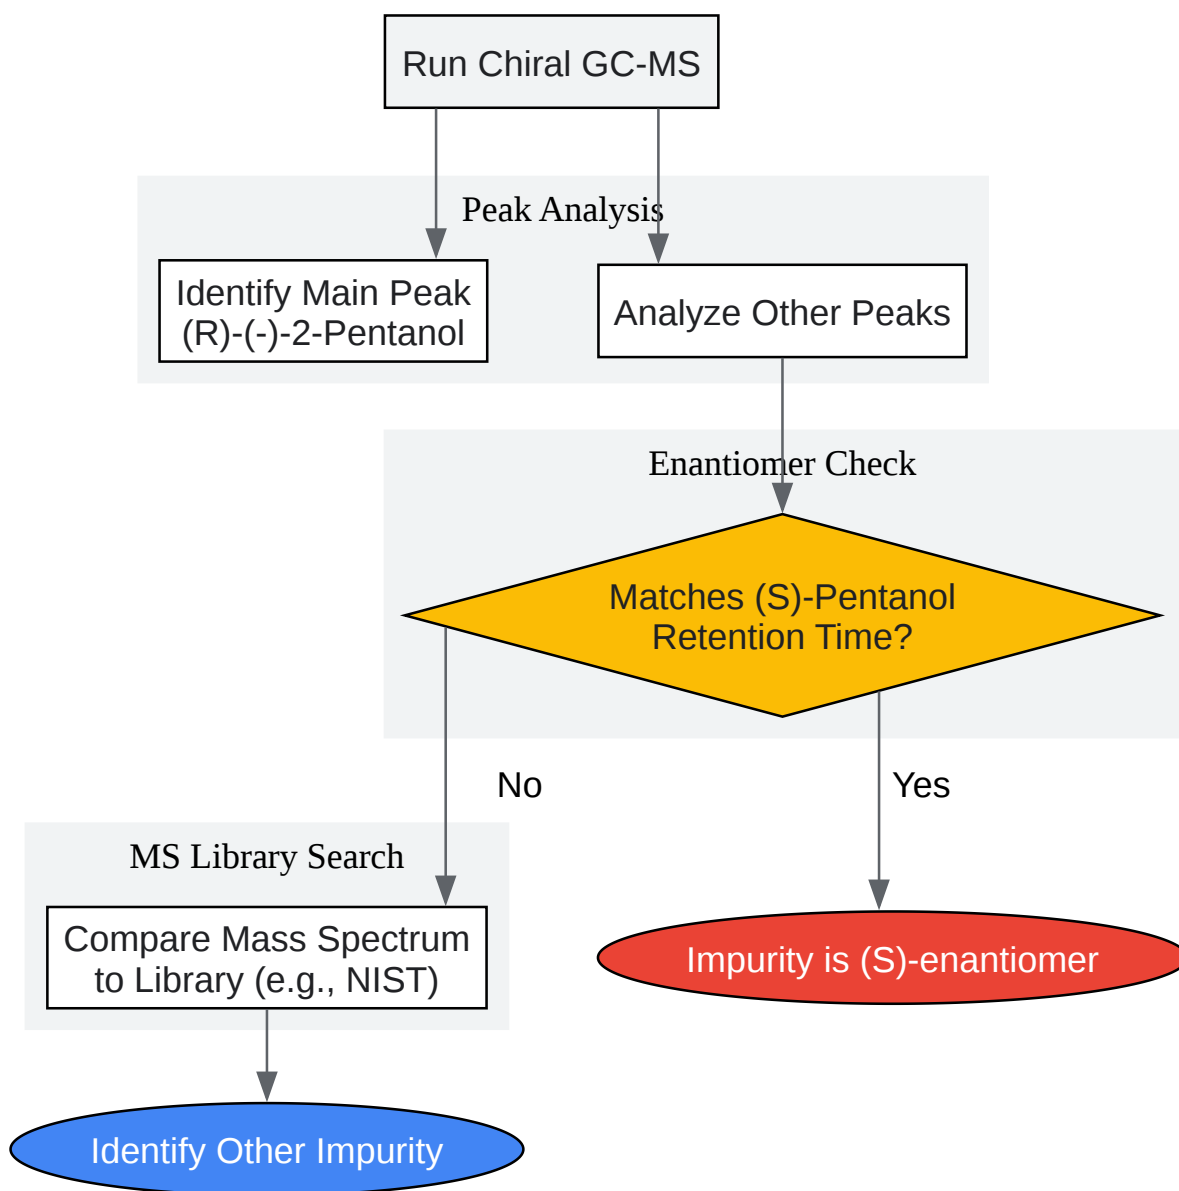 Run Chiral GC-MS
Peak Analysis
Identify Main Peak
(R)-(-)-2-Pentanol
Analyze Other Peaks
Enantiomer Check
Matches (S)-Pentanol
Retention Time?
No
Yes
MS Library Search
Compare Mass Spectrum
to Library (e.g., NIST)
Impurity is (S)-enantiomer
Identify Other Impurity